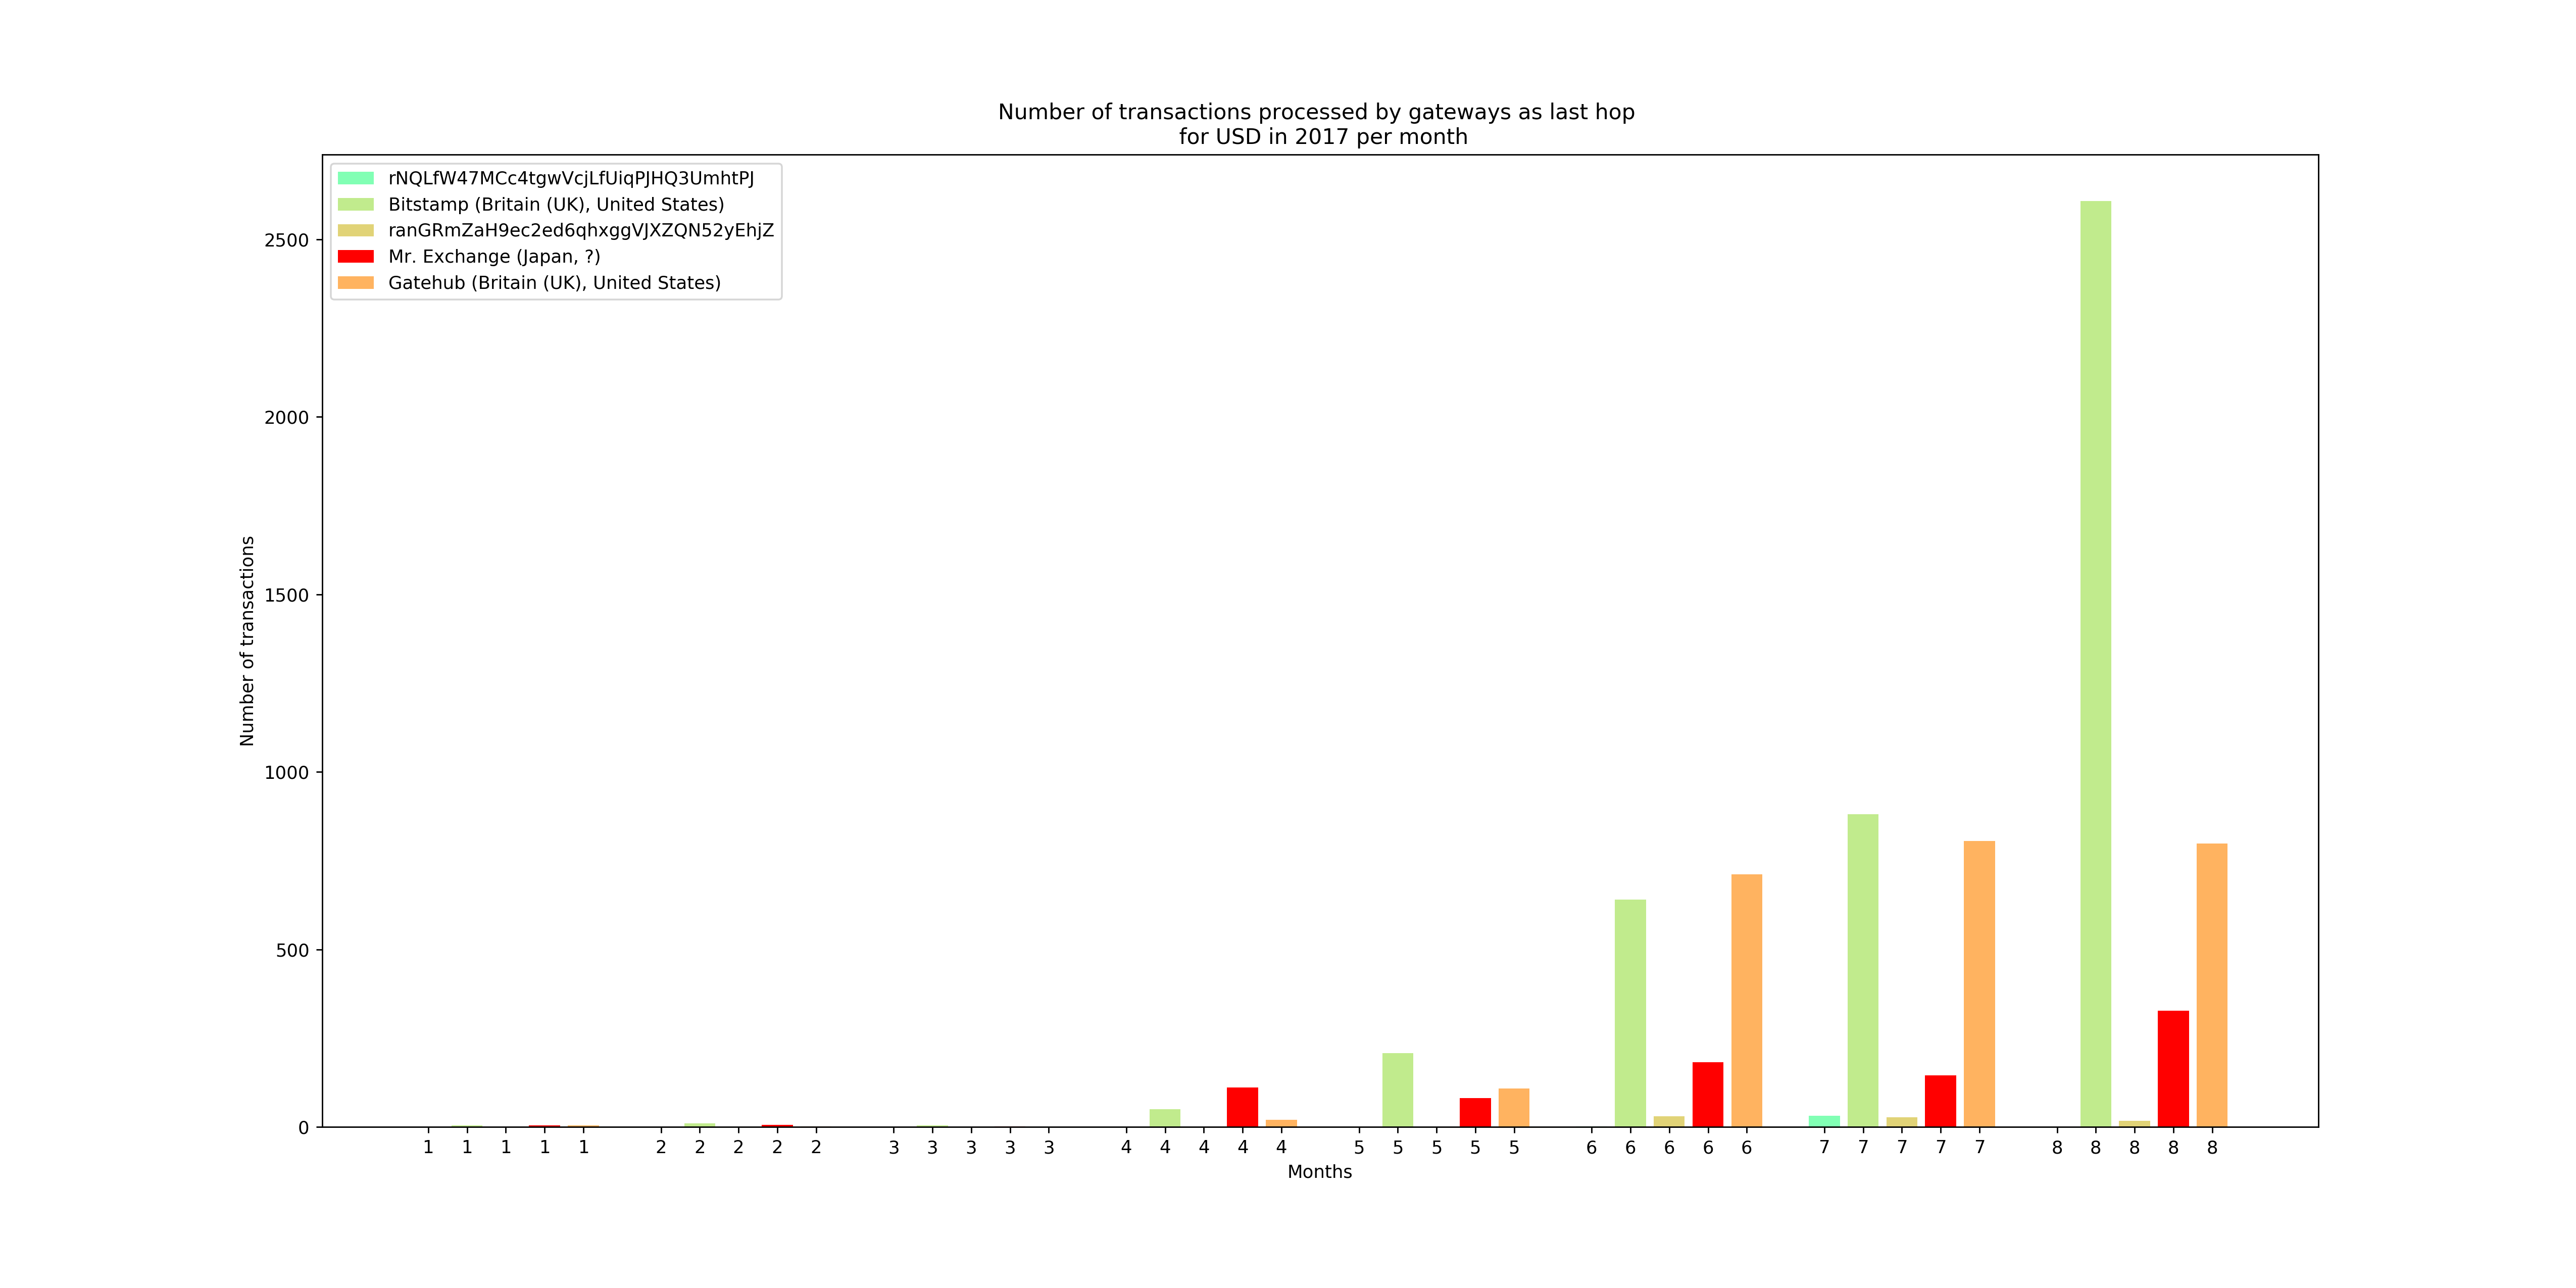 Number of transactions processed by gateways as last hop
for USD in 2017 per month
rNQLfW47MCc4tgwVcjLfUiqPJHQ3UmhtPJ
Bitstamp (Britain (UK), United States)
ranGRmZaH9ec2ed6qhxggVJXZQN52yEhjZ
Mr. Exchange (Japan, ?)
Gatehub (Britain (UK), United States)
2500
2000
1500
1000
500
0
Number of transactions
1 1 1 1 1 2 2 2 2 2 3 3 3 3 3 4 4 4 4 4 5 5 5 5 5 6 6 6 6 6 7 7 7 7 7 8 8 8 8 8
Months